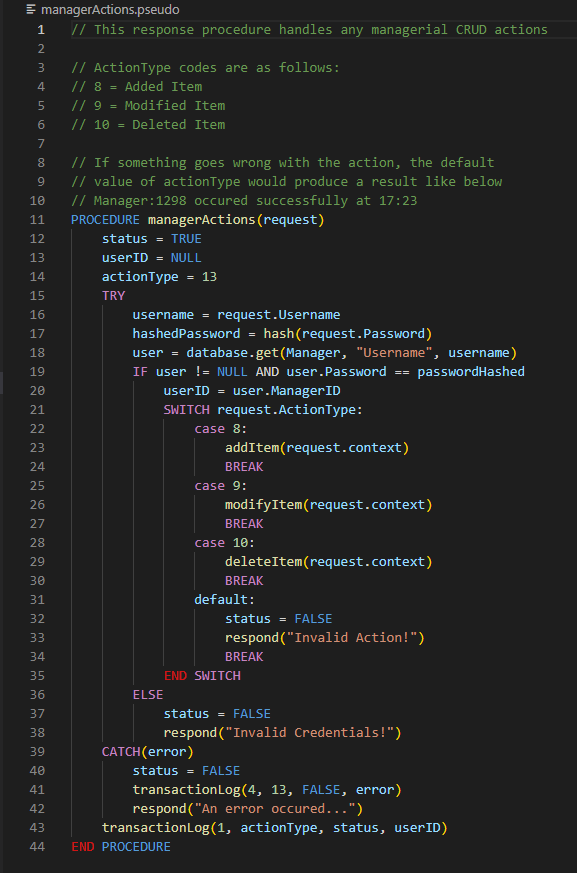 managerActions.pseudo
1 // This response procedure handles any managerial CRUD actions
2
3 // ActionType codes are as follows:
4 // 8 = Added Item
5 // 9 = Modified Item
6 // 10 = Deleted Item
7
8 // If something goes wrong with the action, the default
9 // value of actionType would produce a result like below
10 // Manager:1298 occured successfully at 17:23
11 PROCEDURE managerActions(request)
12     status = TRUE
13     userID = NULL
14     actionType = 13
15     TRY
16         username = request.Username
17         hashedPassword = hash(request.Password)
18         user = database.get(Manager, "Username", username)
19         IF user != NULL AND user.Password == passwordHashed
20             userID = user.ManagerID
21             SWITCH request.ActionType:
22                 case 8:
23                     addItem(request.context)
24                     BREAK
25                 case 9:
26                     modifyItem(request.context)
27                     BREAK
28                 case 10:
29                     deleteItem(request.context)
30                     BREAK
31                 default:
32                     status = FALSE
33                     respond("Invalid Action!")
34                     BREAK
35             END SWITCH
36         ELSE
37             status = FALSE
38             respond("Invalid Credentials!")
39     CATCH(error)
40         status = FALSE
41         transactionLog(4, 13, FALSE, error)
42         respond("An error occured...")
43     transactionLog(1, actionType, status, userID)
44 END PROCEDURE